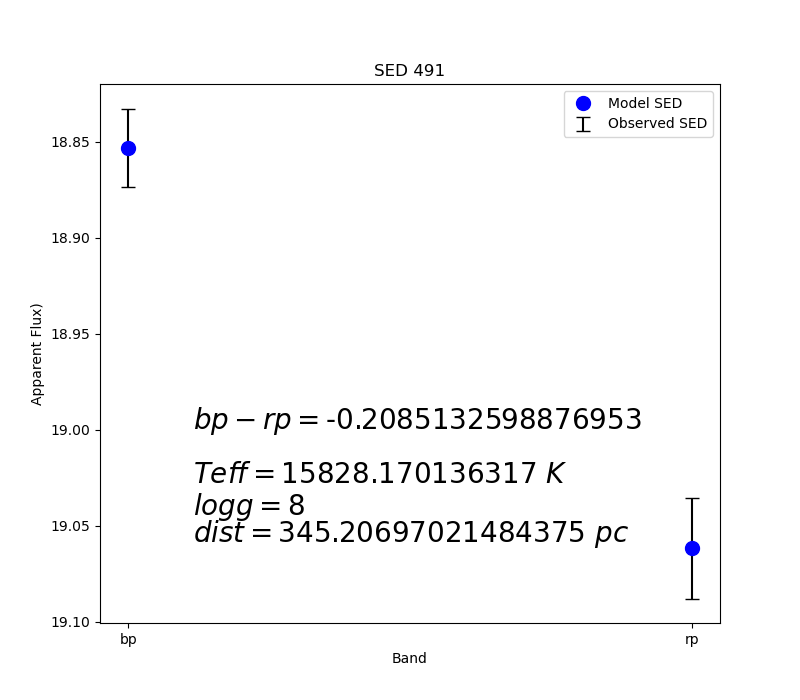 SED 491
Model SED
Observed SED
18.85
18.90
18.95
19.00
19.05
19.10
Apparent Flux)
bp − rp = -0.2085132598876953
Teff = 15828.170136317 K
logg = 8
dist = 345.20697021484375 pc
bp
rp
Band